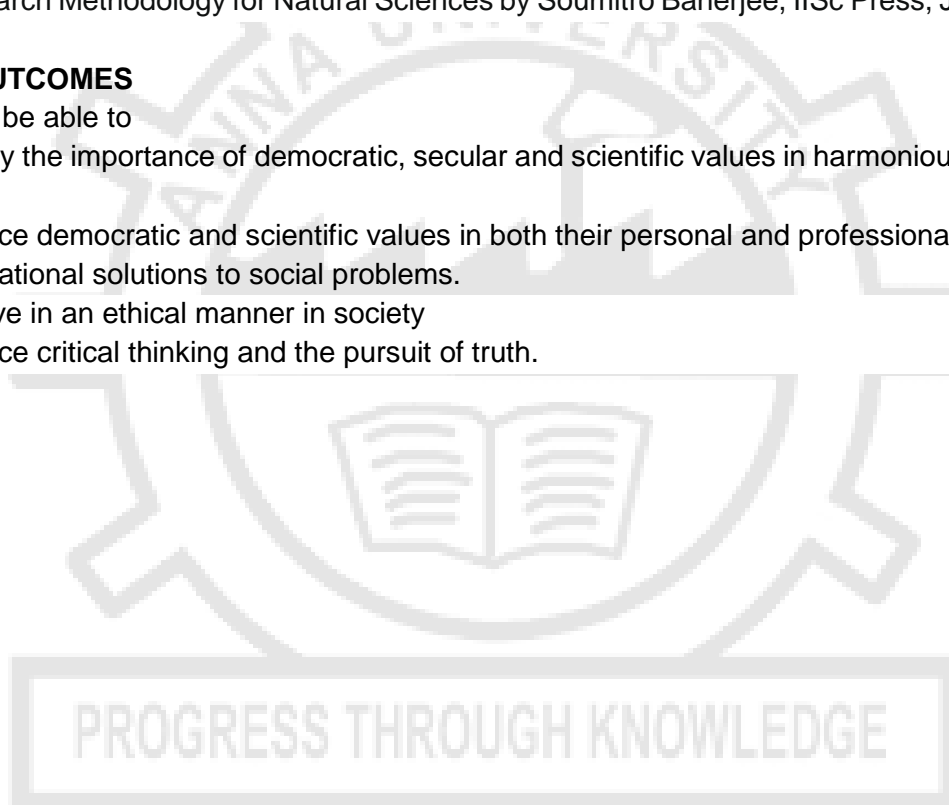 arch Methodology for Natural Sciences by Soumitro Banerjee, IISc Press, J
ANNA UNIVERSITY
UTCOMES
be able to
y the importance of democratic, secular and scientific values in harmoniou
ce democratic and scientific values in both their personal and professiona
ational solutions to social problems.
ve in an ethical manner in society
ce critical thinking and the pursuit of truth.
PROGRESS THROUGH KNOWLEDGE